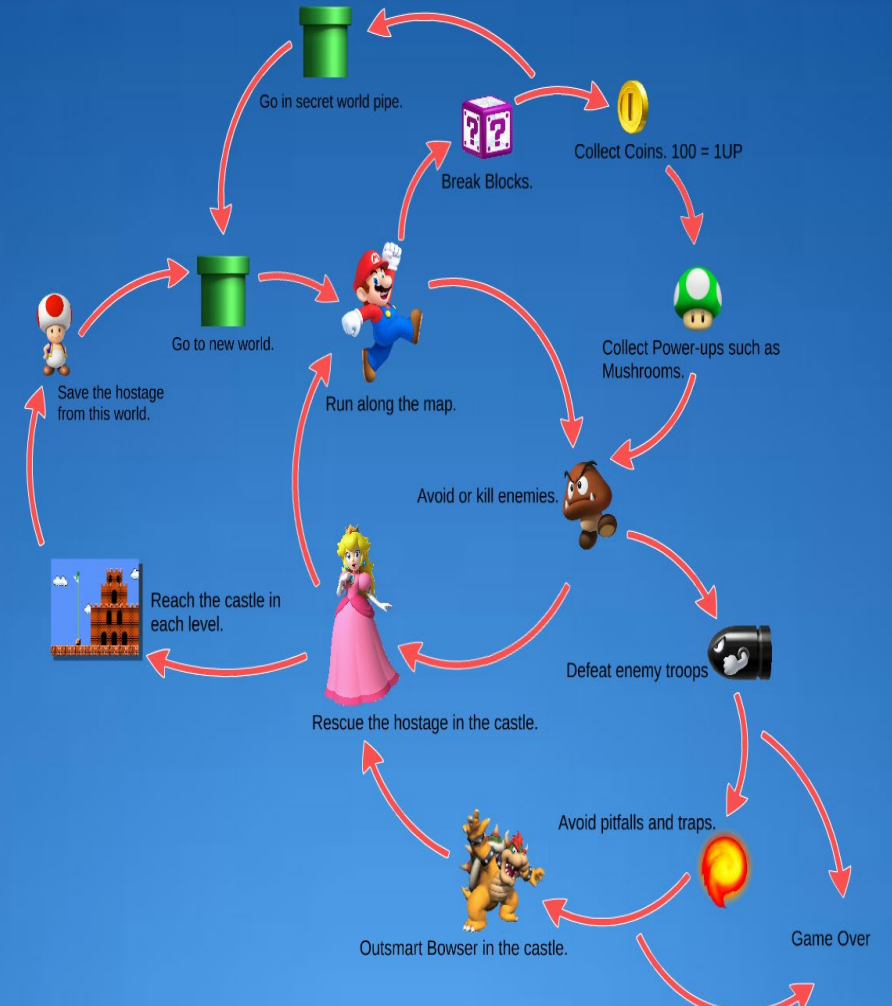 Go in secret world pipe.
Collect Coins. 100 = 1UP
Break Blocks.
? ?
Go to new world.
Collect Power-ups such as
Mushrooms.
Save the hostage
from this world.
Run along the map.
Avoid or kill enemies.
Reach the castle in
each level.
Defeat enemy troops
Rescue the hostage in the castle.
Avoid pitfalls and traps.
Outsmart Bowser in the castle.
Game Over